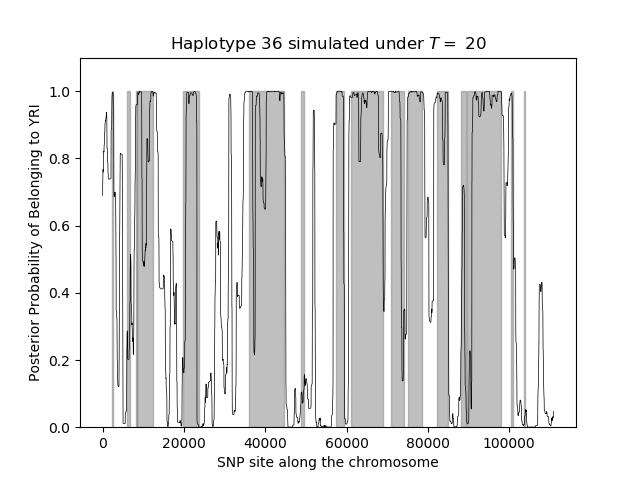 Haplotype 36 simulated under T = 20
Posterior Probability of Belonging to YRI
1.0
0.8
0.6
0.4
0.2
0.0
0 20000 40000 60000 80000 100000
SNP site along the chromosome